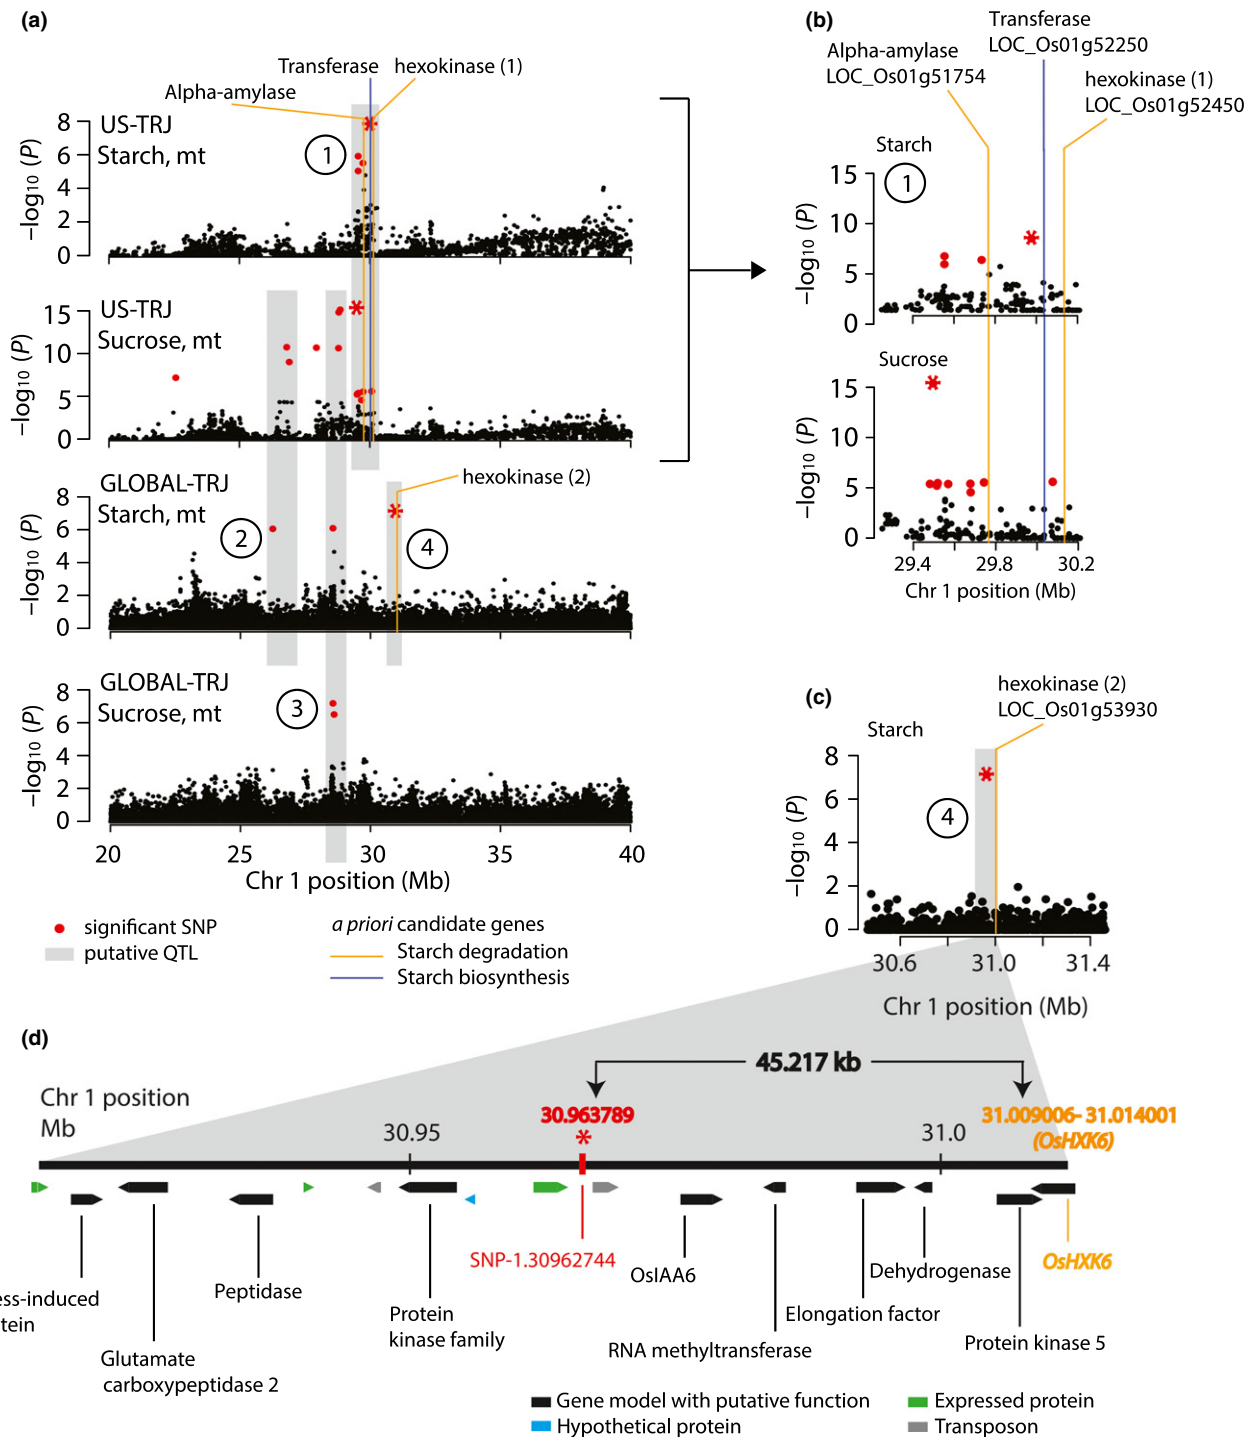 (a)
Transferase
hexokinase (1)
Alpha-amylase
US-TRJ
Starch, mt
1
−log10 (P)
8
6
4
2
0
US-TRJ
Sucrose, mt
−log10 (P)
15
10
5
0
GLOBAL-TRJ
Starch, mt
hexokinase (2)
2
4
−log10 (P)
8
6
4
2
0
GLOBAL-TRJ
Sucrose, mt
3
−log10 (P)
8
6
4
2
0
20 25 30 35 40
Chr 1 position (Mb)
significant SNP
putative QTL
a priori candidate genes
Starch degradation
Starch biosynthesis
(b)
Transferase
LOC_Os01g52250
Alpha-amylase
LOC_Os01g51754
hexokinase (1)
LOC_Os01g52450
Starch
1
−log10 (P)
15
10
5
0
Sucrose
−log10 (P)
15
10
5
0
29.4 29.8 30.2
Chr 1 position (Mb)
(c)
hexokinase (2)
LOC_Os01g53930
Starch
4
−log10 (P)
8
6
4
2
0
30.6 31.0 31.4
Chr 1 position (Mb)
(d)
45.217 kb
Chr 1 position
Mb
30.95
30.963789
31.0
31.009006- 31.014001
(OsHXK6)
SNP-1.30962744
OsIAA6
OsHXK6
Dehydrogenase
Peptidase
ess-induced
tein
Protein
kinase family
Elongation factor
Protein kinase 5
RNA methyltransferase
Glutamate
carboxypeptidase 2
Gene model with putative function
Hypothetical protein
Expressed protein
Transposon